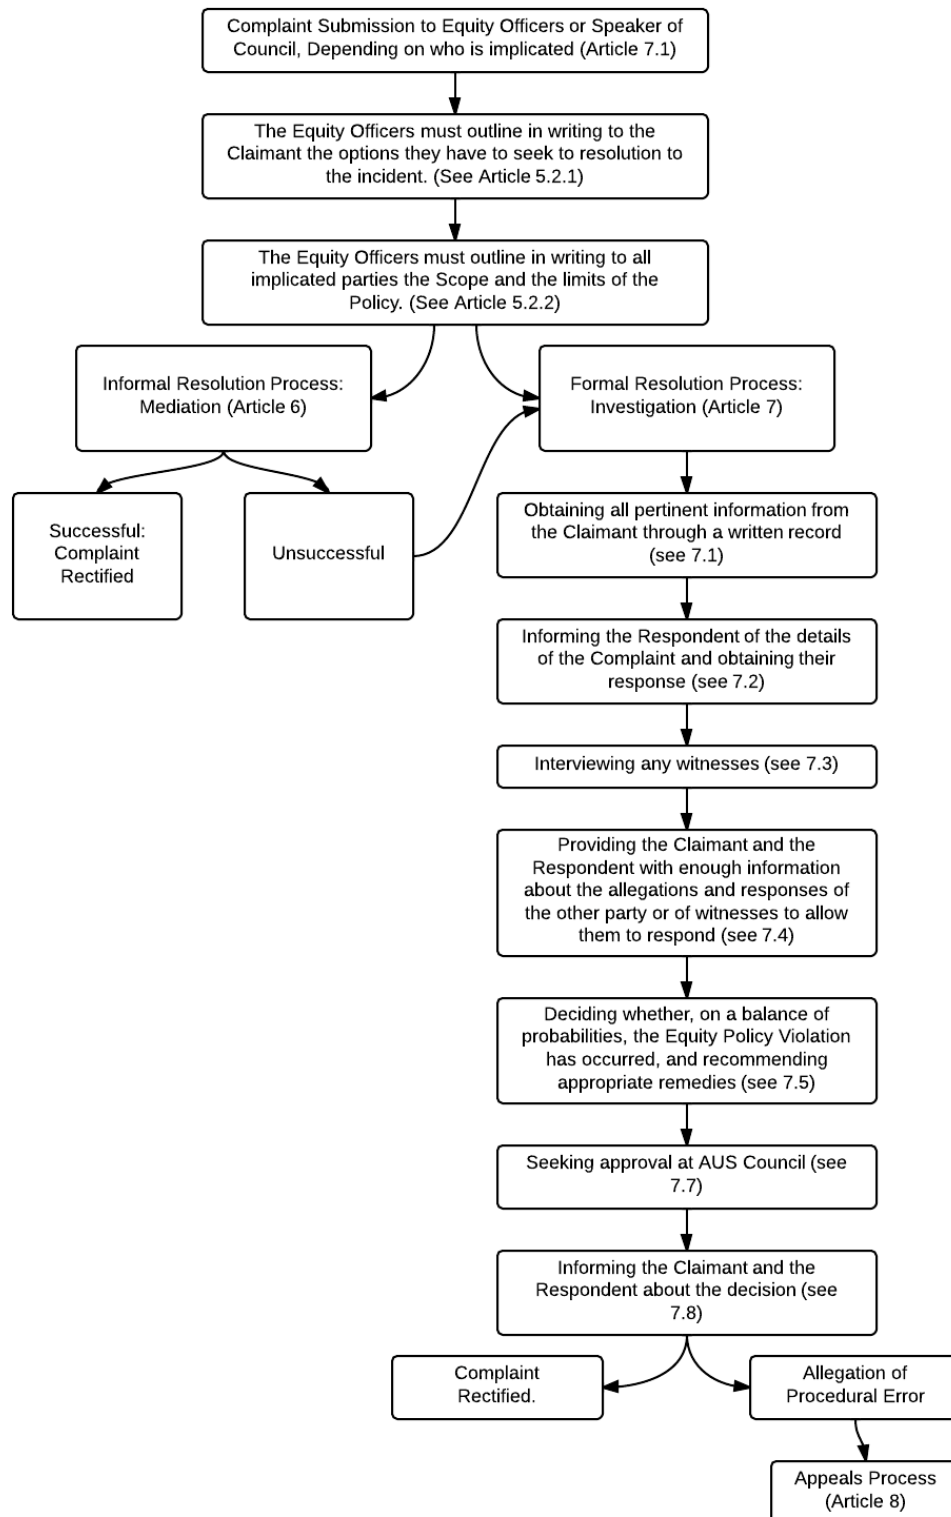 Complaint Submission to Equity Officers or Speaker of
Council, Depending on who is implicated (Article 7.1)
The Equity Officers must outline in writing to the
Claimant the options they have to seek to resolution to
the incident. (See Article 5.2.1)
The Equity Officers must outline in writing to all
implicated parties the Scope and the limits of the
Policy. (See Article 5.2.2)
Informal Resolution Process:
Mediation (Article 6)
Formal Resolution Process:
Investigation (Article 7)
Successful:
Complaint
Rectified
Unsuccessful
Obtaining all pertinent information from
the Claimant through a written record
(see 7.1)
Informing the Respondent of the details
of the Complaint and obtaining their
response (see 7.2)
Interviewing any witnesses (see 7.3)
Providing the Claimant and the
Respondent with enough information
about the allegations and responses of
the other party or of witnesses to allow
them to respond (see 7.4)
Deciding whether, on a balance of
probabilities, the Equity Policy Violation
has occurred, and recommending
appropriate remedies (see 7.5)
Seeking approval at AUS Council (see
7.7)
Informing the Claimant and the
Respondent about the decision (see
7.8)
Complaint
Rectified.
Allegation of
Procedural Error
Appeals Process
(Article 8)